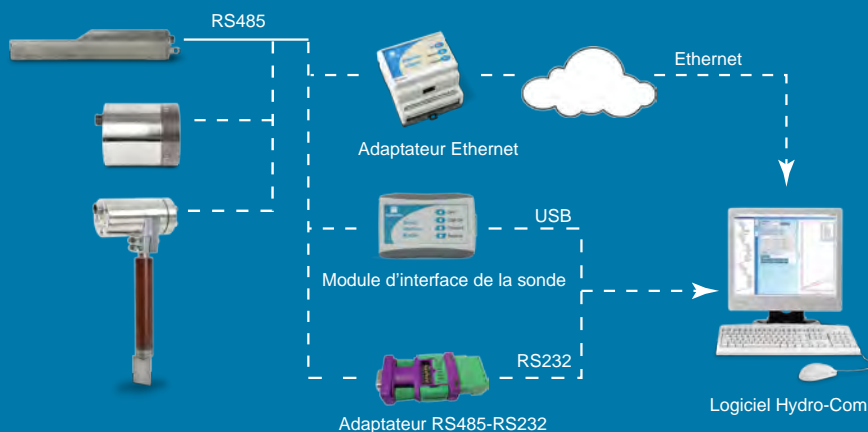 RS485
Ethernet
Adaptateur Ethernet
USB
Module d'interface de la sonde
RS232
Logiciel Hydro-Com
Adaptateur RS485-RS232